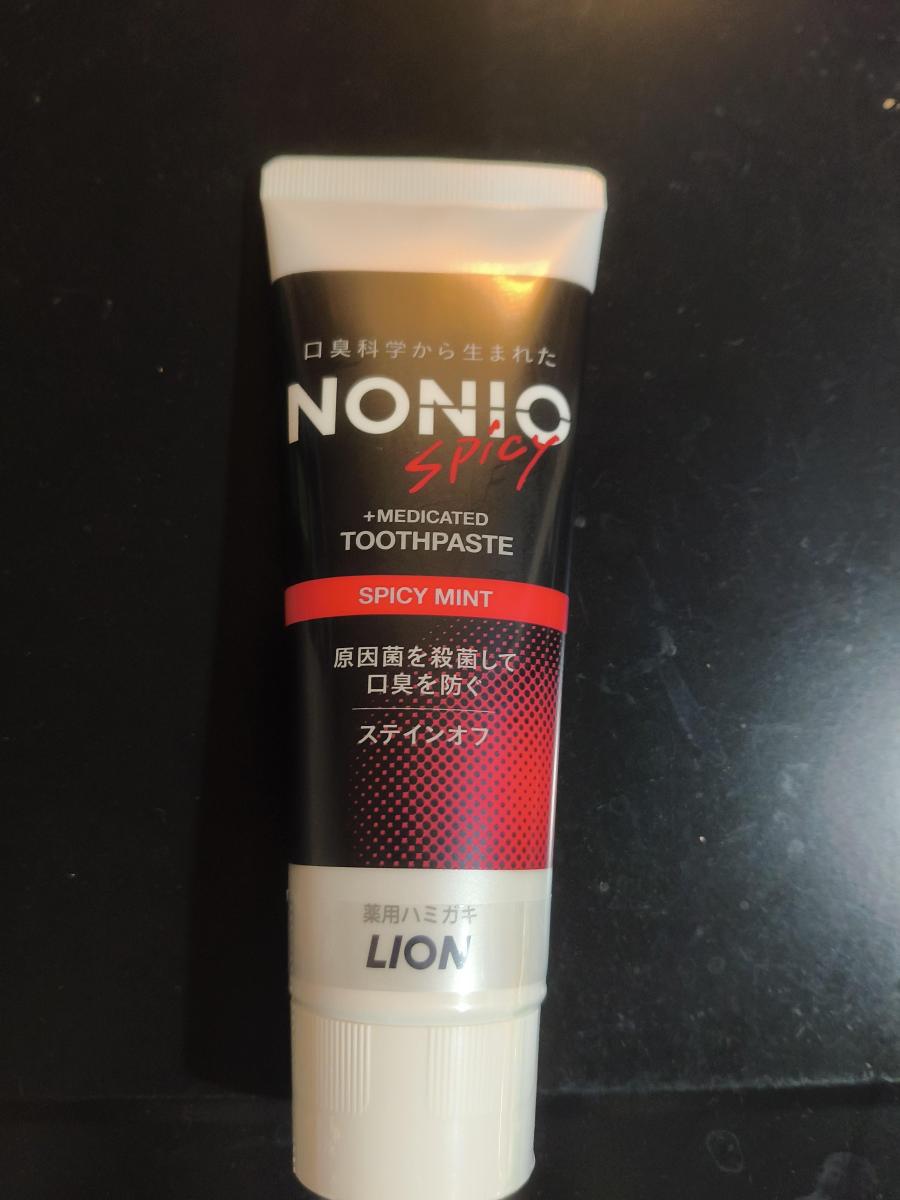 口臭科学から生まれた
NONIO
spicy
+MEDICATED
TOOTHPASTE
SPICY MINT
原因菌を殺菌して
口臭を防ぐ
ステインオフ
薬用ハミガキ
LION